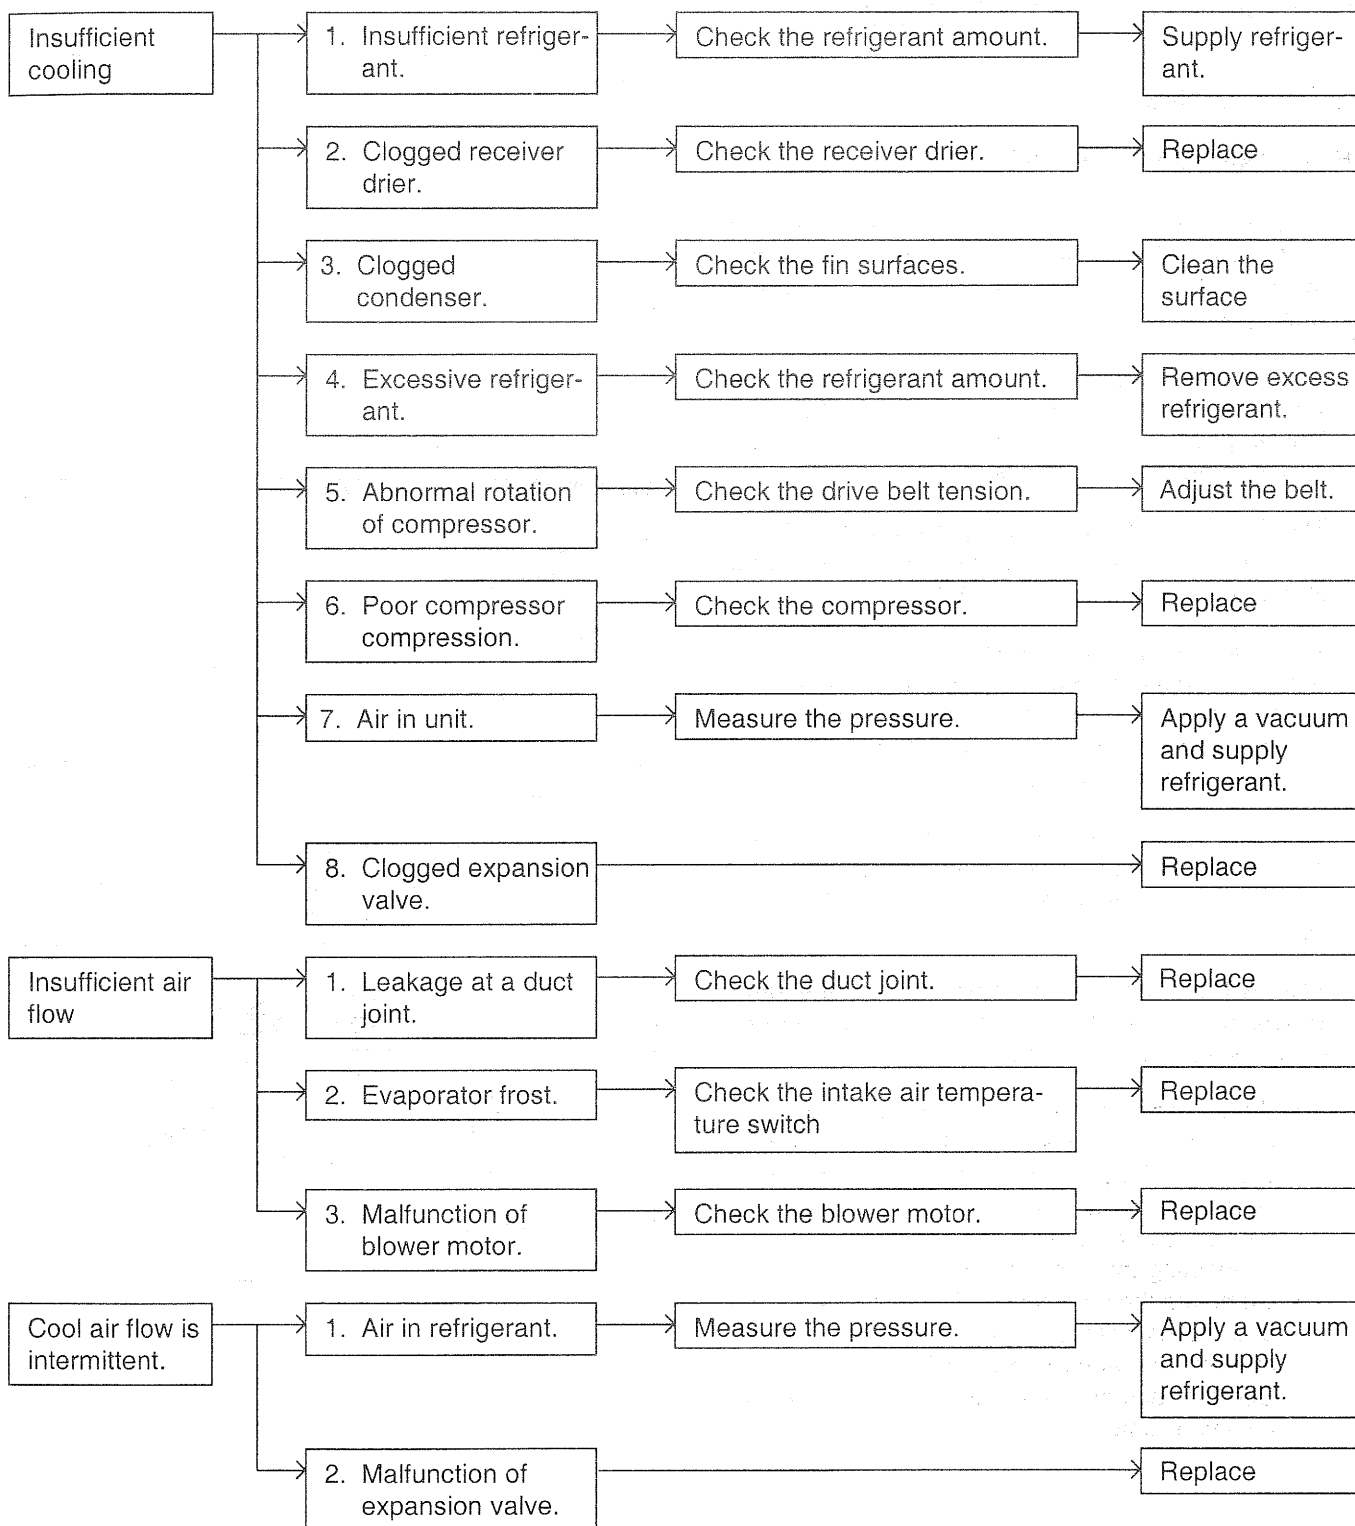 Insufficient
cooling
1. Insufficient refriger-
ant.
Check the refrigerant amount.
Supply refriger-
ant.
2. Clogged receiver
drier.
Check the receiver drier.
Replace
3. Clogged
condenser.
Check the fin surfaces.
Clean the
surface
4. Excessive refriger-
ant.
Check the refrigerant amount.
Remove excess
refrigerant.
5. Abnormal rotation
of compressor.
Check the drive belt tension.
Adjust the belt.
6. Poor compressor
compression.
Check the compressor.
Replace
7. Air in unit.
Measure the pressure.
Apply a vacuum
and supply
refrigerant.
8. Clogged expansion
valve.
Replace
Insufficient air
flow
1. Leakage at a duct
joint.
Check the duct joint.
Replace
2. Evaporator frost.
Check the intake air tempera-
ture switch
Replace
3. Malfunction of
blower motor.
Check the blower motor.
Replace
Cool air flow is
intermittent.
1. Air in refrigerant.
Measure the pressure.
Apply a vacuum
and supply
refrigerant.
2. Malfunction of
expansion valve.
Replace